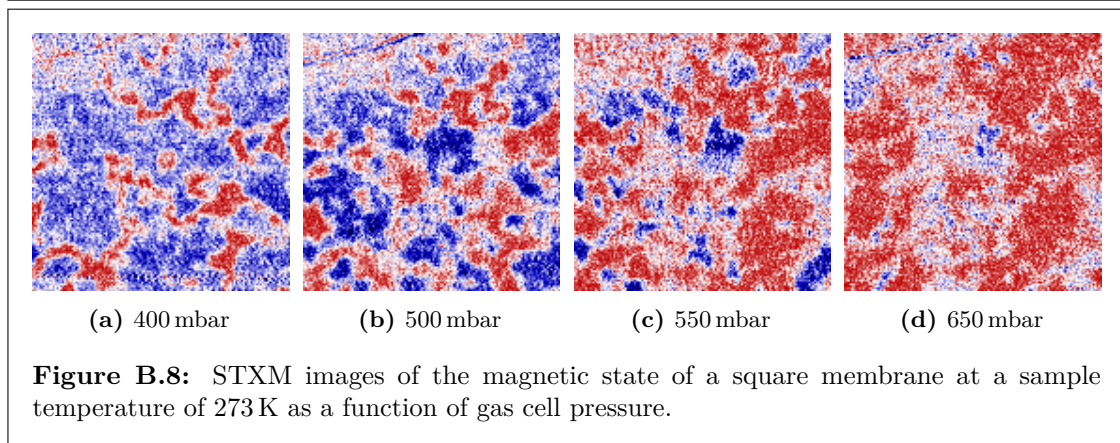 (a) 400 mbar (b) 500 mbar (c) 550 mbar (d) 650 mbar
Figure B.8: STXM images of the magnetic state of a square membrane at a sample
temperature of 273 K as a function of gas cell pressure.